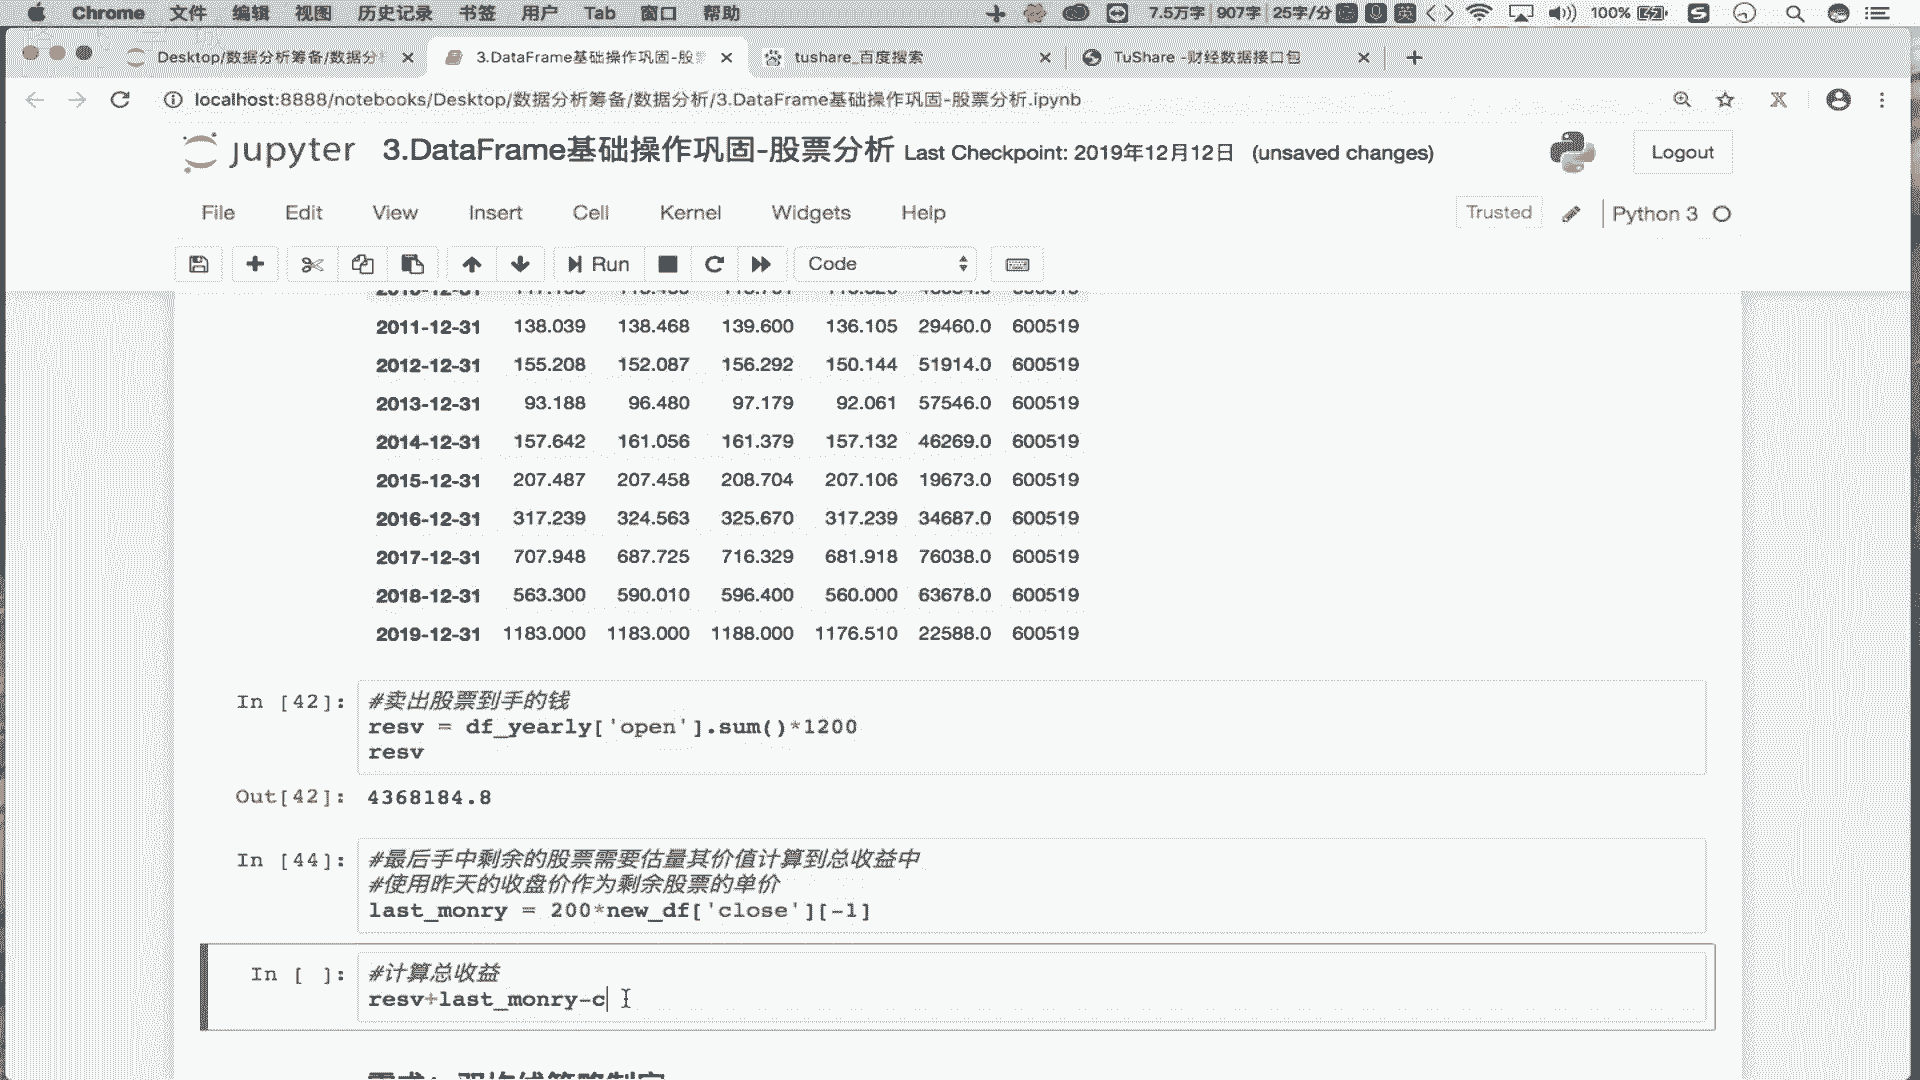 Chrome 文件 编辑 视图 历史记录 书签 用户 Tab 窗口 帮助 7.5万字 907字 25字/分 英 100%
Desktop/数据分析筹备/数据分
3.DataFrame基础操作巩固-股
tushare_百度搜索
TuShare -财经数据接口包
localhost:8888/notebooks/Desktop/数据分析筹备/数据分析/3.DataFrame基础操作巩固-股票分析.ipynb
jupyter 3.DataFrame基础操作巩固-股票分析 Last Checkpoint: 2019年12月12日 (unsaved changes) Logout
File Edit View Insert Cell Kernel Widgets Help Trusted Python 3
Run Code
2011-12-31 138.039 138.468 139.600 136.105 29460.0 600519
2012-12-31 155.208 152.087 156.292 150.144 51914.0 600519
2013-12-31 93.188 96.480 97.179 92.061 57546.0 600519
2014-12-31 157.642 161.056 161.379 157.132 46269.0 600519
2015-12-31 207.487 207.458 208.704 207.106 19673.0 600519
2016-12-31 317.239 324.563 325.670 317.239 34687.0 600519
2017-12-31 707.948 687.725 716.329 681.918 76038.0 600519
2018-12-31 563.300 590.010 596.400 560.000 63678.0 600519
2019-12-31 1183.000 1183.000 1188.000 1176.510 22588.0 600519
In [42]: #卖出股票到手的钱
resv = df_yearly['open'].sum()*1200
resv
Out[42]: 4368184.8
In [44]: #最后手中剩余的股票需要估量其价值计算到总收益中
#使用昨天的收盘价作为剩余股票的单价
last_monry = 200*new_df['close'][-1]
In [ ]: #计算总收益
resv+last_monry-c